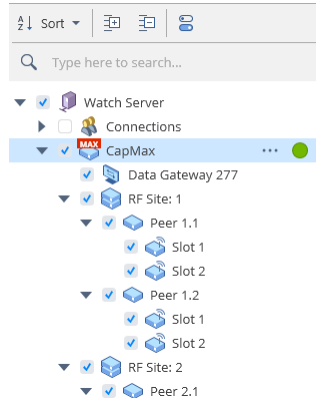 A Z Sort
Type here to search...
Watch Server
Connections
MAX CapMax
Data Gateway 277
RF Site: 1
Peer 1.1
Slot 1
Slot 2
Peer 1.2
Slot 1
Slot 2
RF Site: 2
Peer 2.1